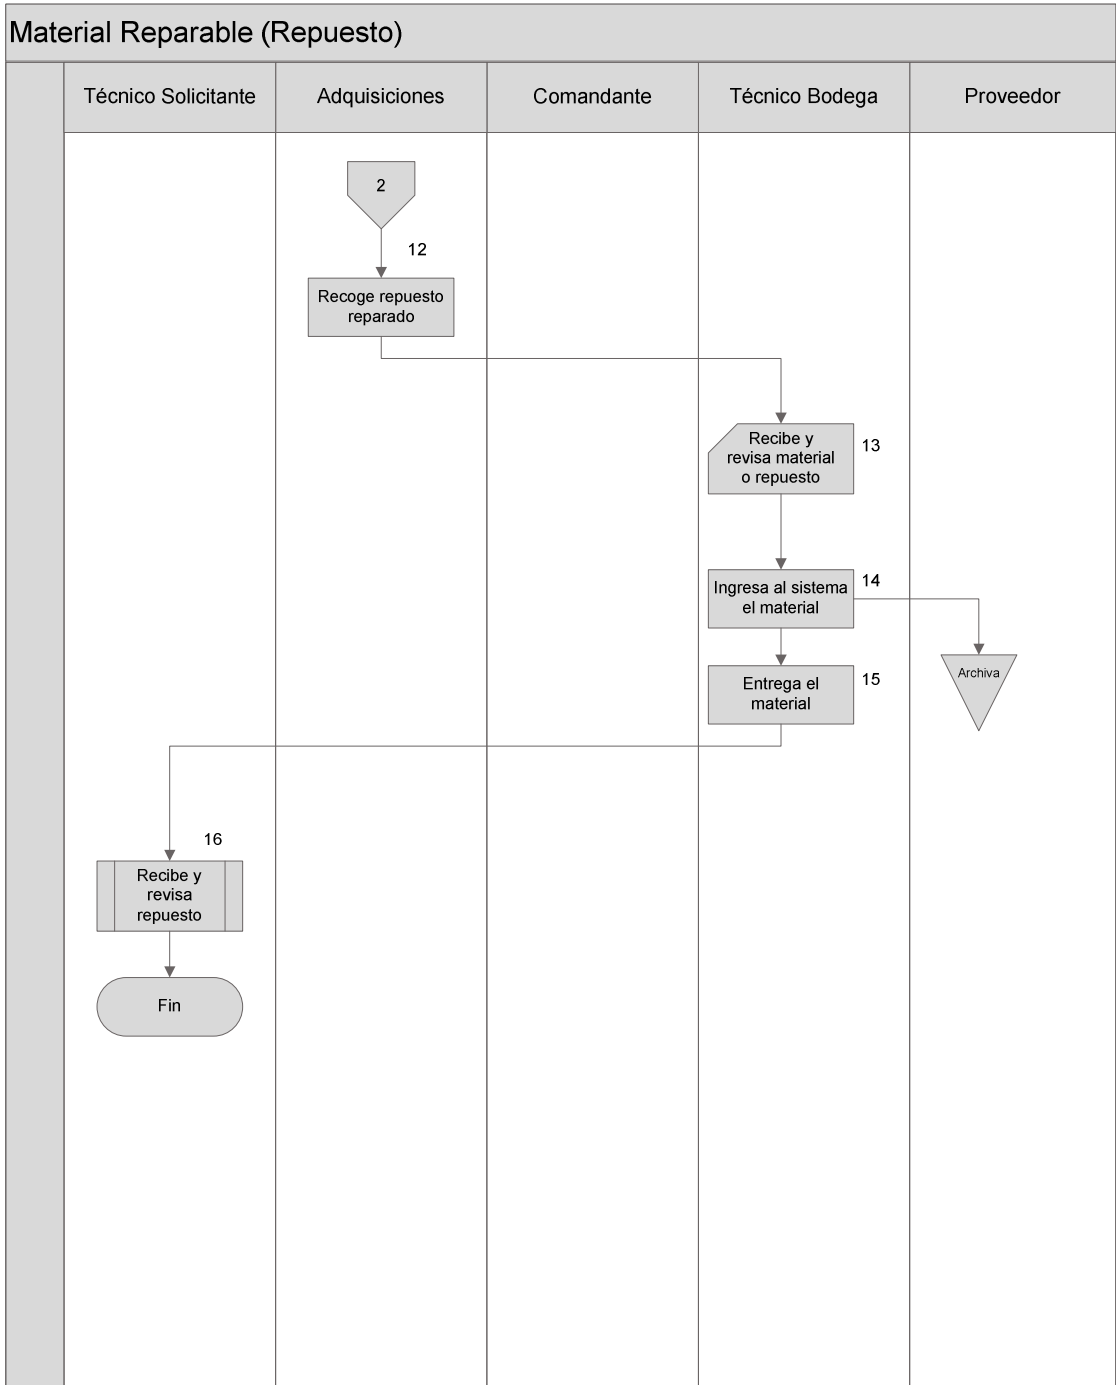 Material Reparable (Repuesto)
Técnico Solicitante
Adquisiciones
Comandante
Técnico Bodega
Proveedor
2
12
Recoge repuesto
reparado
Recibe y
revisa material
o repuesto
13
Ingresa al sistema
el material
14
Archiva
Entrega el
material
15
16
Recibe y
revisa
repuesto
Fin